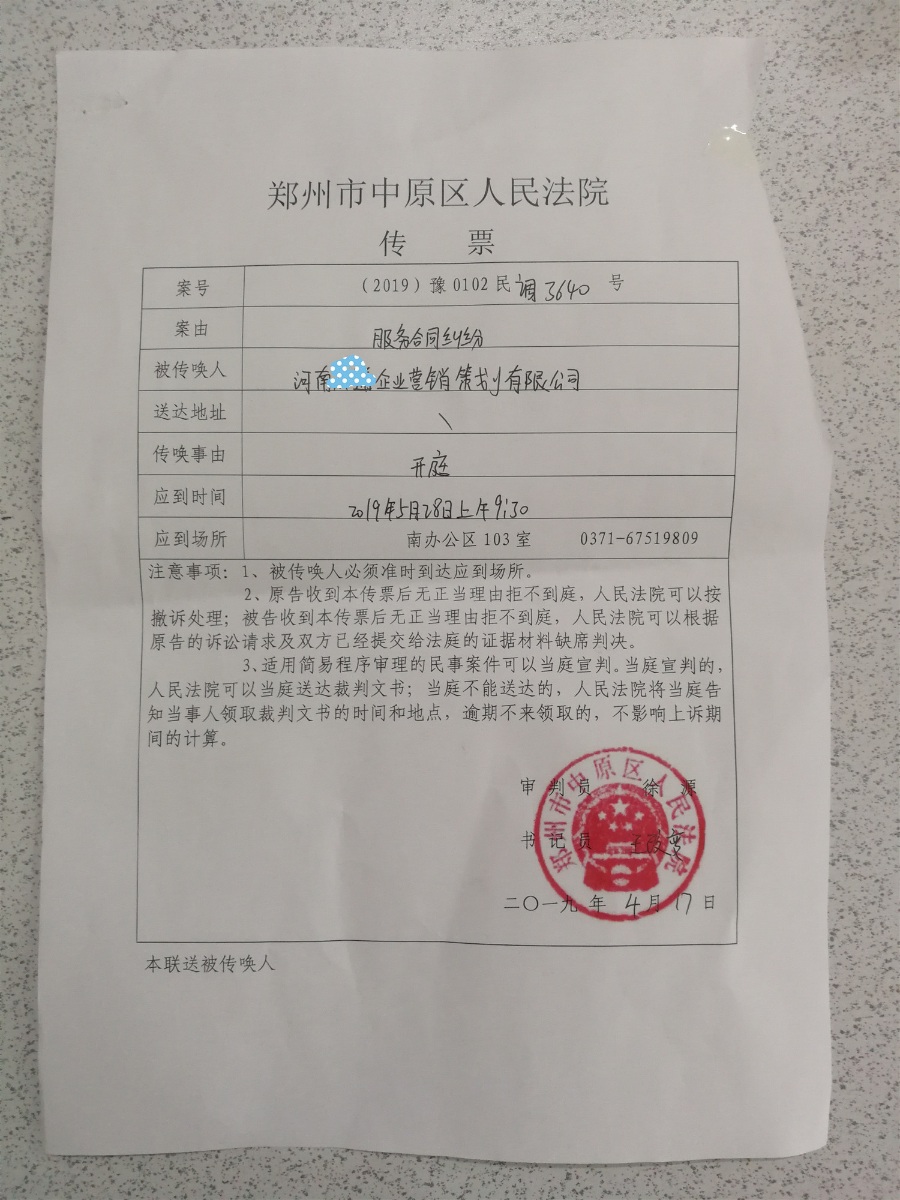 郑州市中原区人民法院
传 票
案号 （2019）豫 0102 民 调 3640 号
案由 服务合同纠纷
被传唤人 河南 企业营销策划有限公司
送达地址 \
传唤事由 开庭
应到时间 2019年5月28日上午9:30
应到场所 南办公区 103 室 0371-67519809
注意事项：1、被传唤人必须准时到达应到场所。
2、原告收到本传票后无正当理由拒不到庭，人民法院可以按
撤诉处理；被告收到本传票后无正当理由拒不到庭，人民法院可以根据
原告的诉讼请求及双方已经提交给法庭的证据材料缺席判决。
3、适用简易程序审理的民事案件可以当庭宣判。当庭宣判的，
人民法院可以当庭送达裁判文书；当庭不能送达的，人民法院将当庭告
知当事人领取裁判文书的时间和地点，逾期不来领取的，不影响上诉期
间的计算。
审 判 员 徐 源
书 记 员 王
郑州市中原区人民法院
二〇一九 年 4 月 17 日
本联送被传唤人